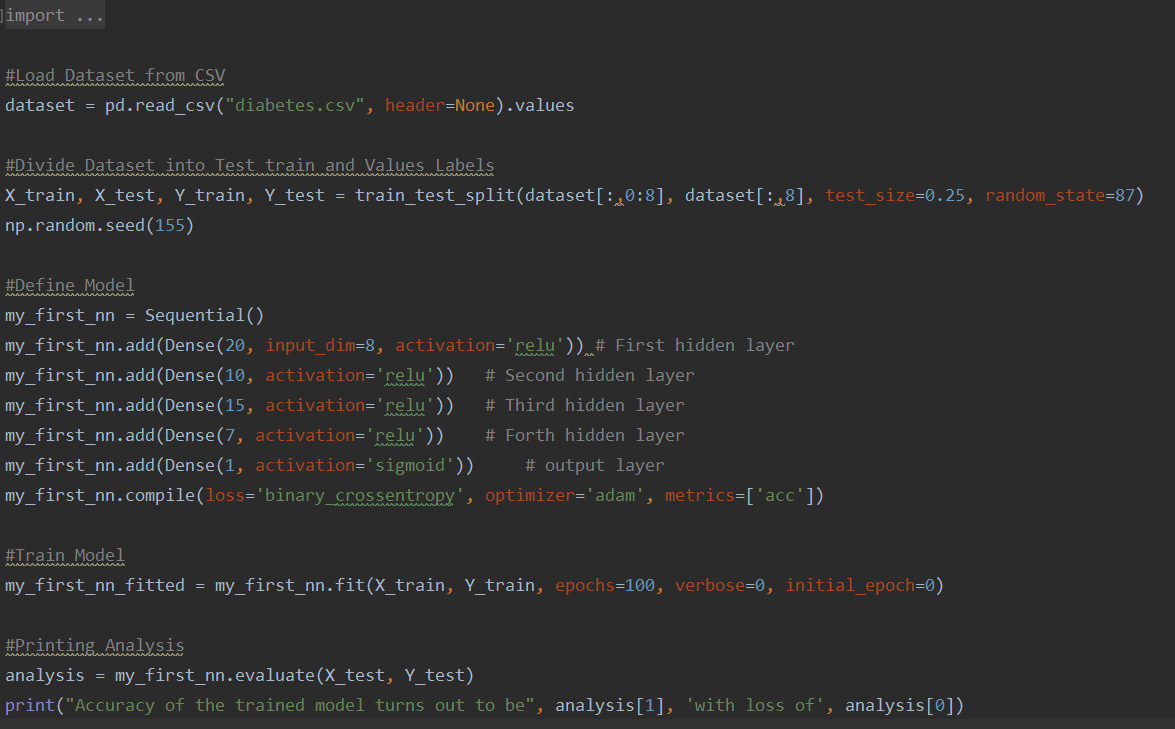 import ...
#Load Dataset from CSV
dataset = pd.read_csv("diabetes.csv", header=None).values
#Divide Dataset into Test train and Values Labels
X_train, X_test, Y_train, Y_test = train_test_split(dataset[:,0:8], dataset[:,8], test_size=0.25, random_state=87)
np.random.seed(155)
#Define Model
my_first_nn = Sequential()
my_first_nn.add(Dense(20, input_dim=8, activation='relu')) # First hidden layer
my_first_nn.add(Dense(10, activation='relu'))   # Second hidden layer
my_first_nn.add(Dense(15, activation='relu'))   # Third hidden layer
my_first_nn.add(Dense(7, activation='relu'))    # Forth hidden layer
my_first_nn.add(Dense(1, activation='sigmoid'))     # output layer
my_first_nn.compile(loss='binary_crossentropy', optimizer='adam', metrics=['acc'])
#Train Model
my_first_nn_fitted = my_first_nn.fit(X_train, Y_train, epochs=100, verbose=0, initial_epoch=0)
#Printing Analysis
analysis = my_first_nn.evaluate(X_test, Y_test)
print("Accuracy of the trained model turns out to be", analysis[1], 'with loss of', analysis[0])